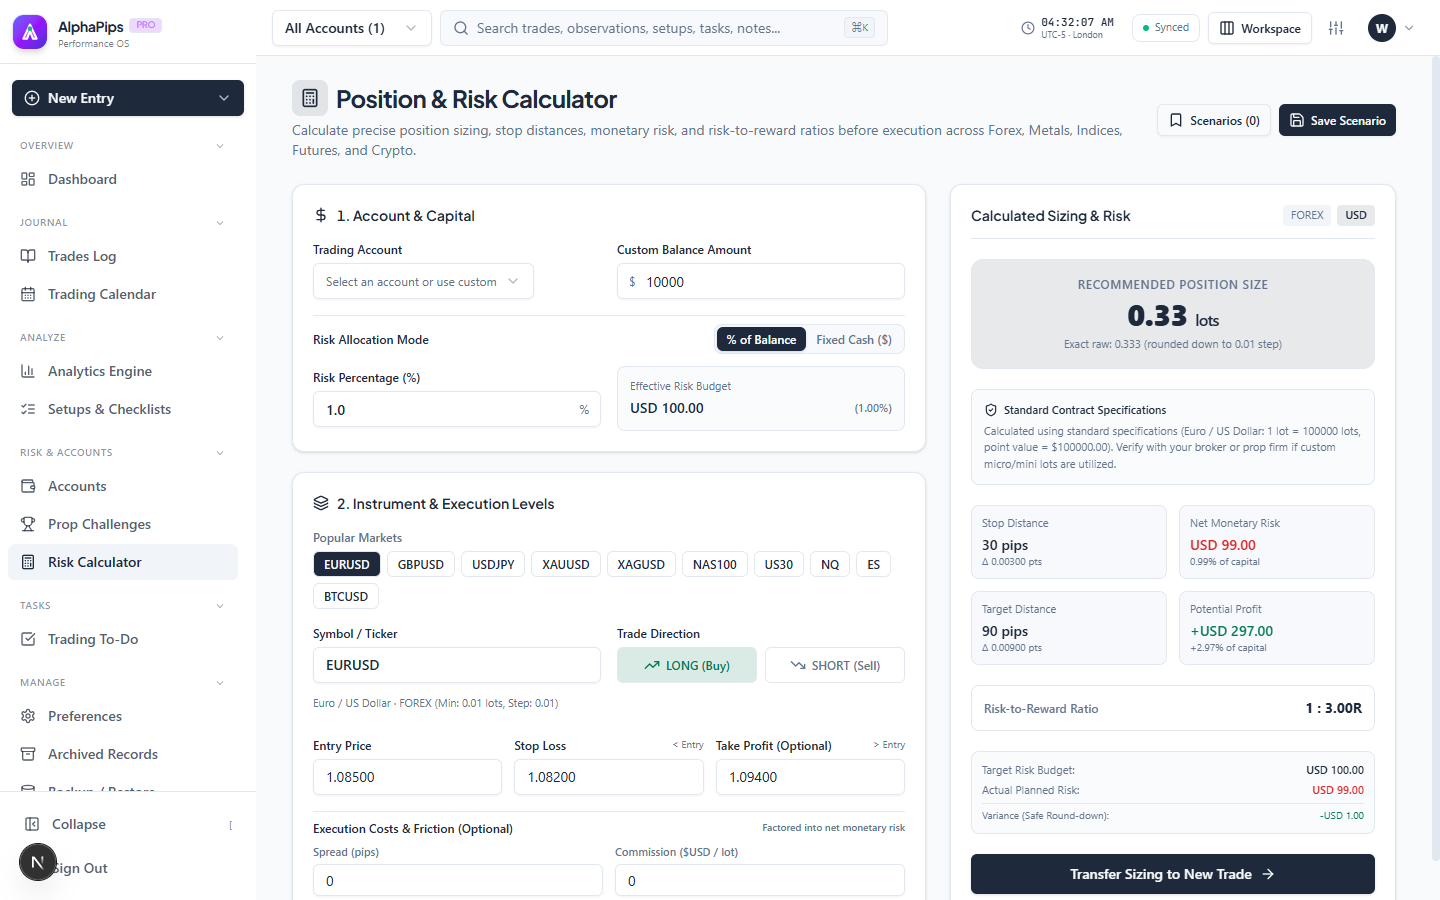 AlphaPips PRO
Performance OS
All Accounts (1)
Search trades, observations, setups, tasks, notes...
⌘K
04:32:07 AM
UTC-5 · London
Synced
Workspace
W
New Entry
OVERVIEW
Dashboard
JOURNAL
Trades Log
Trading Calendar
ANALYZE
Analytics Engine
Setups & Checklists
RISK & ACCOUNTS
Accounts
Prop Challenges
Risk Calculator
TASKS
Trading To-Do
MANAGE
Preferences
Archived Records
Backup / Restore
Collapse [
N
Sign Out
Position & Risk Calculator
Calculate precise position sizing, stop distances, monetary risk, and risk-to-reward ratios before execution across Forex, Metals, Indices,
Futures, and Crypto.
Scenarios (0)
Save Scenario
1. Account & Capital
Trading Account
Select an account or use custom
Custom Balance Amount
$ 10000
Risk Allocation Mode
% of Balance
Fixed Cash ($)
Risk Percentage (%)
1.0 %
Effective Risk Budget
USD 100.00 (1.00%)
2. Instrument & Execution Levels
Popular Markets
EURUSD GBPUSD USDJPY XAUUSD XAGUSD NAS100 US30 NQ ES
BTCUSD
Symbol / Ticker
EURUSD
Trade Direction
LONG (Buy)
SHORT (Sell)
Euro / US Dollar · FOREX (Min: 0.01 lots, Step: 0.01)
Entry Price
1.08500
Stop Loss < Entry
1.08200
Take Profit (Optional) > Entry
1.09400
Execution Costs & Friction (Optional)
Factored into net monetary risk
Spread (pips)
0
Commission ($USD / lot)
0
Calculated Sizing & Risk
FOREX USD
RECOMMENDED POSITION SIZE
0.33 lots
Exact raw: 0.333 (rounded down to 0.01 step)
Standard Contract Specifications
Calculated using standard specifications (Euro / US Dollar: 1 lot = 100000 lots,
point value = $100000.00). Verify with your broker or prop firm if custom
micro/mini lots are utilized.
Stop Distance
30 pips
Δ 0.00300 pts
Net Monetary Risk
USD 99.00
0.99% of capital
Target Distance
90 pips
Δ 0.00900 pts
Potential Profit
+USD 297.00
+2.97% of capital
Risk-to-Reward Ratio
1 : 3.00R
Target Risk Budget: USD 100.00
Actual Planned Risk: USD 99.00
Variance (Safe Round-down): -USD 1.00
Transfer Sizing to New Trade →